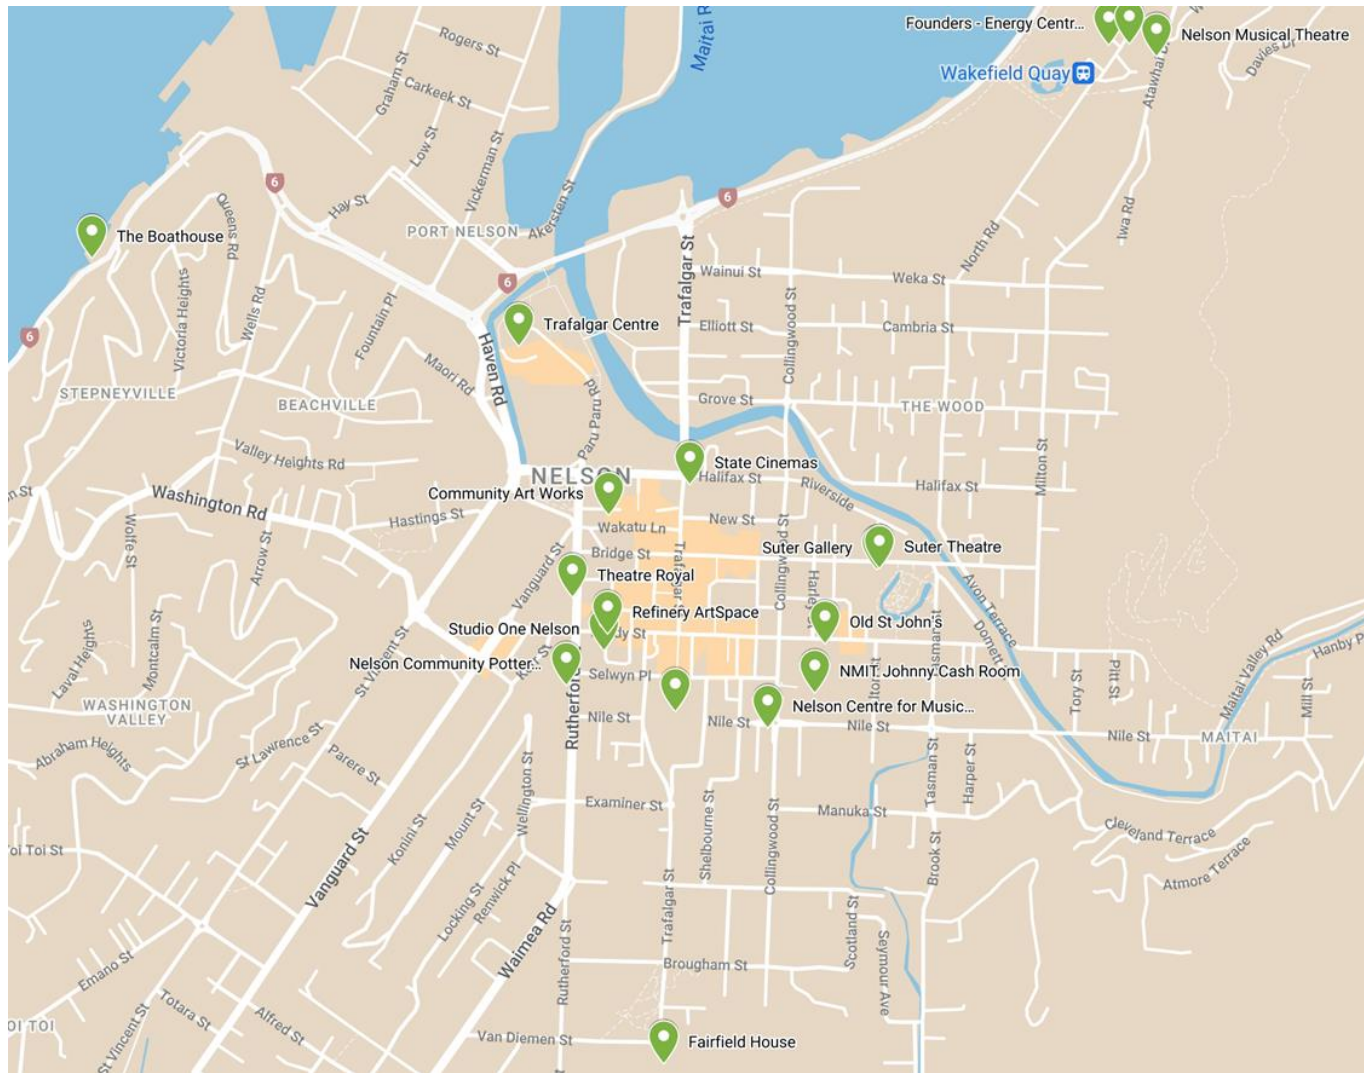 Founders - Energy Centr...
Nelson Musical Theatre
Wakefield Quay
Maitai R
Rogers St
Graham St
Carkeek St
Low St
Vickerman St
Davies Dr
Atawhai Dr
6
6
Hay St
Queens Rd
Akersten St
PORT NELSON
The Boathouse
Iwa Rd
North Rd
Wainui St
Weka St
6
6
Victoria Heights
Wells Rd
Fountain Pl
Trafalgar Centre
Trafalgar St
Elliott St
Collingwood St
Cambria St
Haven Rd
Maori Rd
STEPNEYVILLE
BEACHVILLE
Paru Paru Rd
Grove St
THE WOOD
Valley Heights Rd
Milton St
State Cinemas
NELSON
Halifax St
Riverside
Halifax St
Community Art Works
Washington Rd
Hastings St
Wakatu Ln
New St
Collingwood St
Wolfe St
Arrow St
Vanguard St
Bridge St
Trafalgar St
Suter Gallery
Suter Theatre
Theatre Royal
Harley
Avon Terrace
Domett
Refinery ArtSpace
Old St John's
Studio One Nelson
dy St
Tasman St
Laval Heights
Montcalm St
St Vincent St
Nelson Community Potter...
Selwyn Pl
NMIT Johnny Cash Room
Tory St
Pitt St
Maitai Valley Rd
Hanby P
Mill St
WASHINGTON
VALLEY
Rutherford
Nile St
Nile St
Nelson Centre for Music...
Nile St
Nile St
MAITAI
Abraham Heights
St Lawrence St
Parere St
Wellington St
Examiner St
Shelbourne St
Collingwood St
Manuka St
Tasman St
Harper St
Cleveland Terrace
Toi Toi St
Vanguard St
Konini St
Mount St
Renwick Pl
Locking St
Trafalgar St
Brook St
Atmore Terrace
Waimea Rd
Rutherford St
Brougham St
Scotland St
Seymour Ave
Emano St
Totara St
OI TOI
St Vincent St
Alfred St
Van Diemen St
Fairfield House